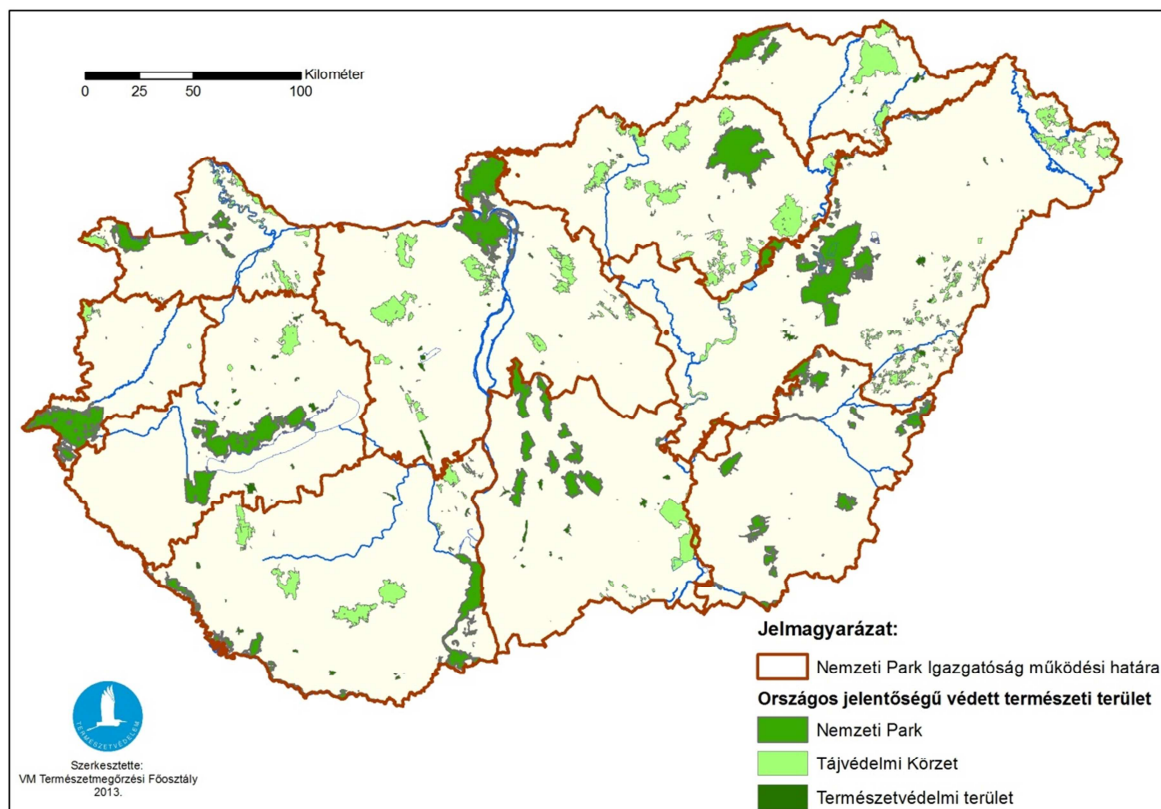 Kilométer
0 25 50 100
Jelmagyarázat:
Nemzeti Park Igazgatóság működési határa
Országos jelentőségű védett természeti terület
Nemzeti Park
Tájvédelmi Körzet
Természetvédelmi terület
TERMÉSZETVÉDELEM
Szerkesztette:
VM Természetmegőrzési Főosztály
2013.